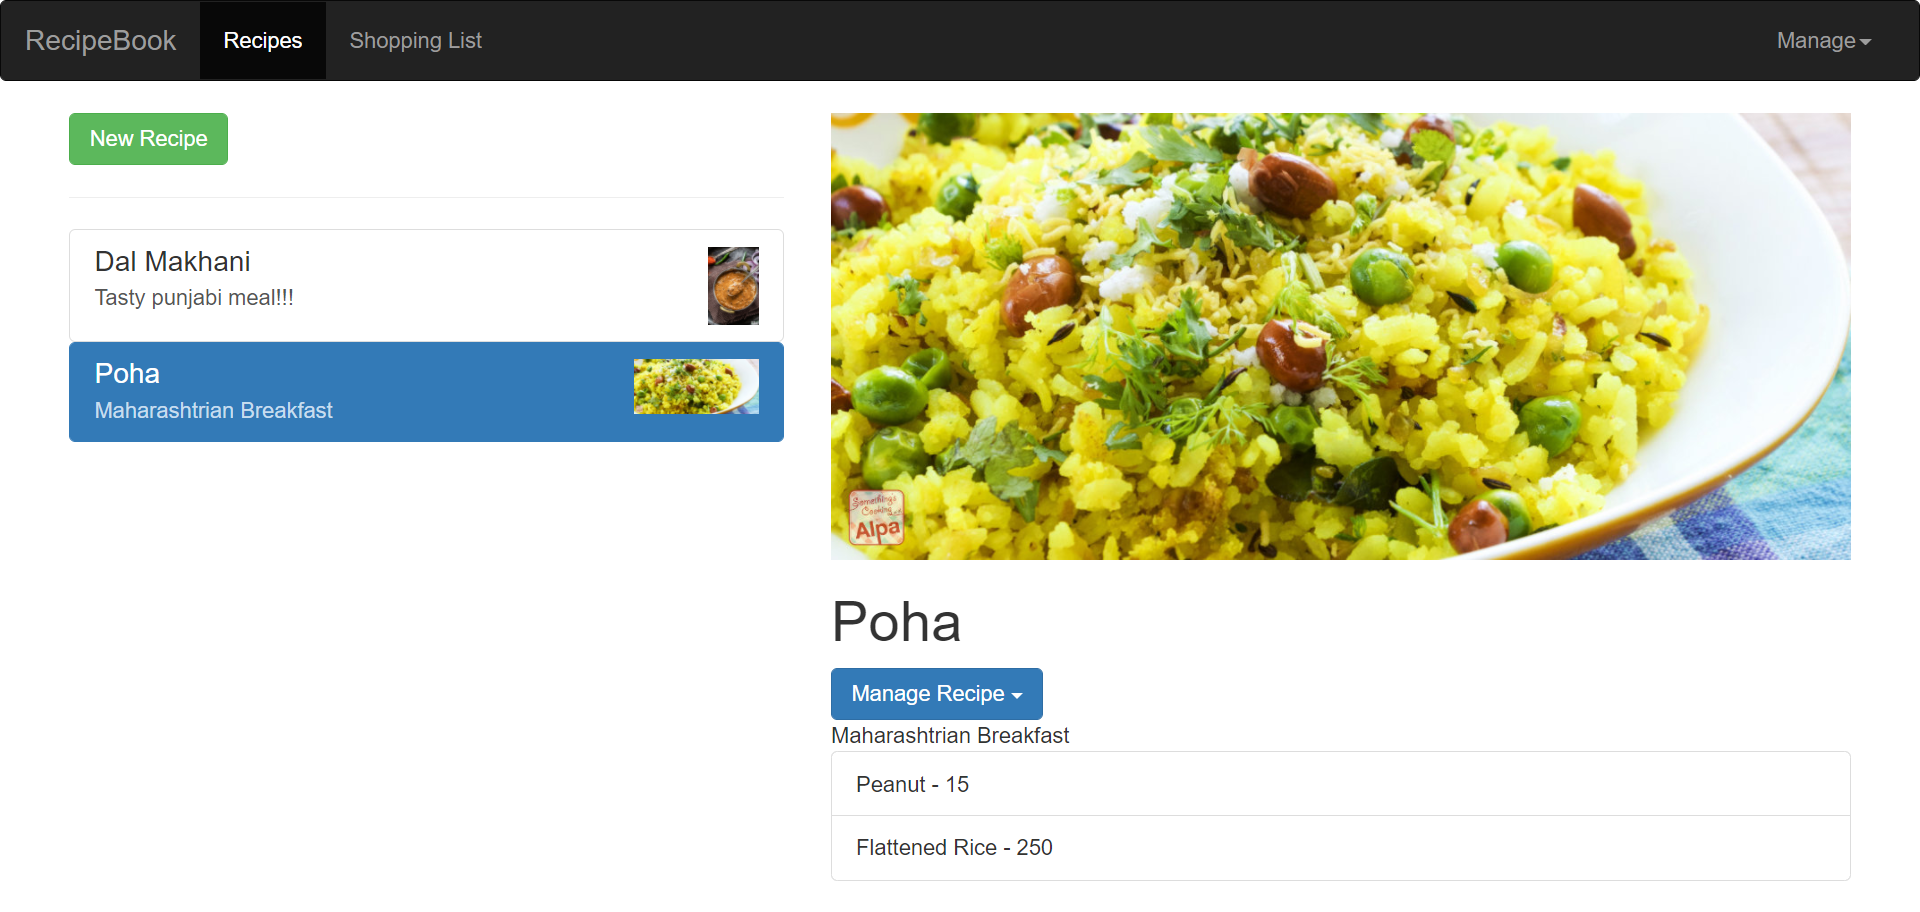 RecipeBook Recipes Shopping List Manage
New Recipe
Dal Makhani
Tasty punjabi meal!!!
Poha
Maharashtrian Breakfast
Something's
Cooking...
Alpa
Poha
Manage Recipe
Maharashtrian Breakfast
Peanut - 15
Flattened Rice - 250